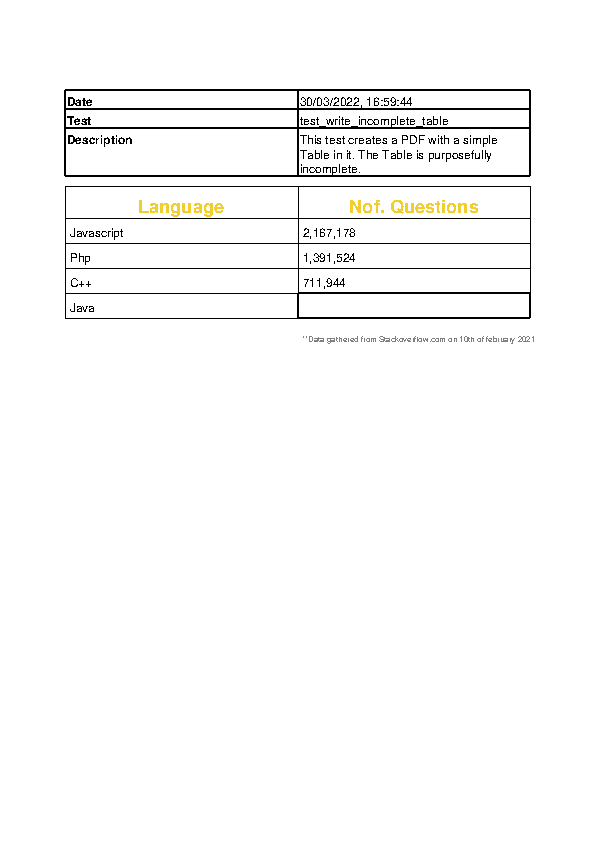 Date 30/03/2022, 16:59:44
Test test_write_incomplete_table
Description This test creates a PDF with a simple
Table in it. The Table is purposefully
incomplete.
Language Nof. Questions
Javascript 2,167,178
Php 1,391,524
C++ 711,944
Java
**Data gathered from Stackoverflow.com on 10th of february 2021